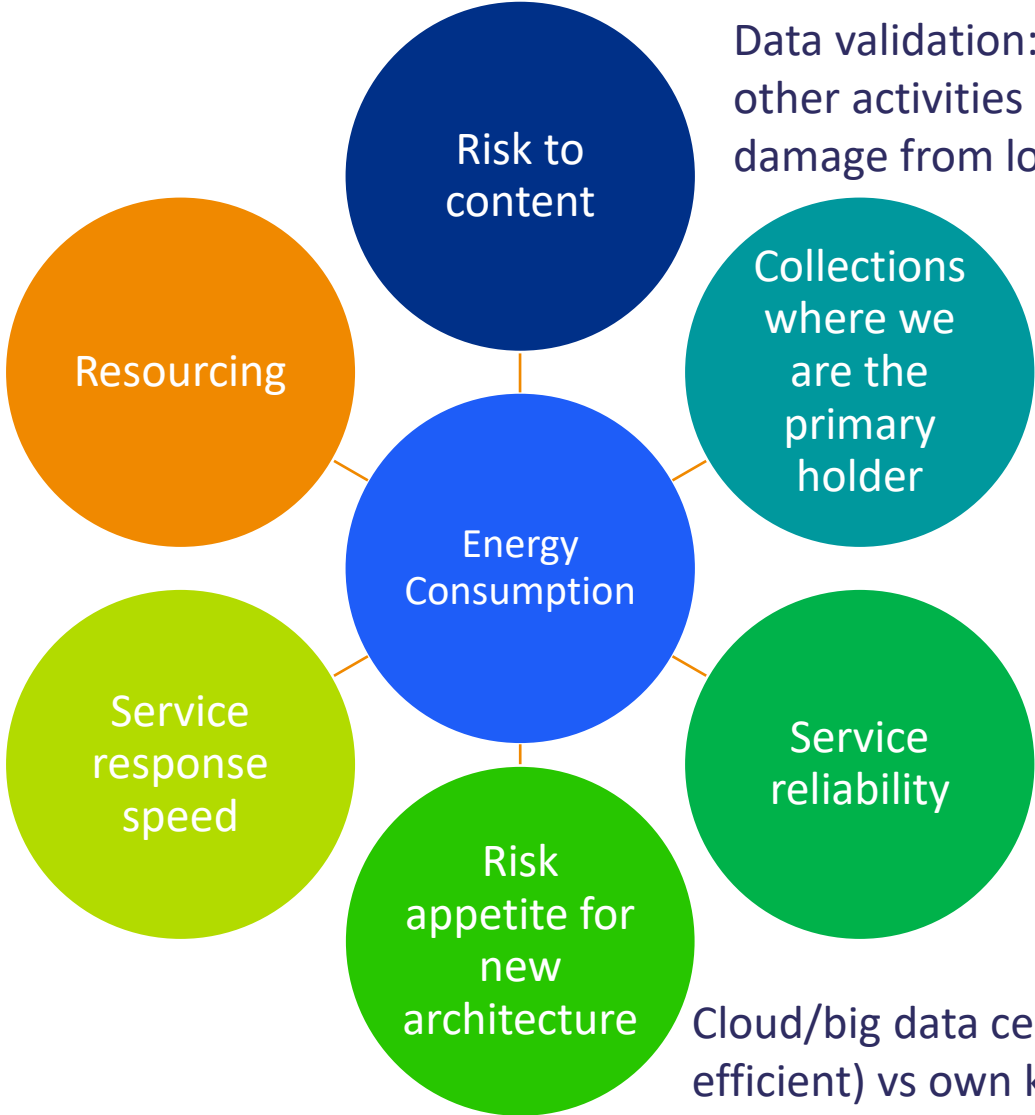 Data validation:
other activities
damage from lo
Risk to
content
Collections
where we
are the
primary
holder
Resourcing
Energy
Consumption
Service
response
speed
Service
reliability
Risk
appetite for
new
architecture
Cloud/big data ce
efficient) vs own k